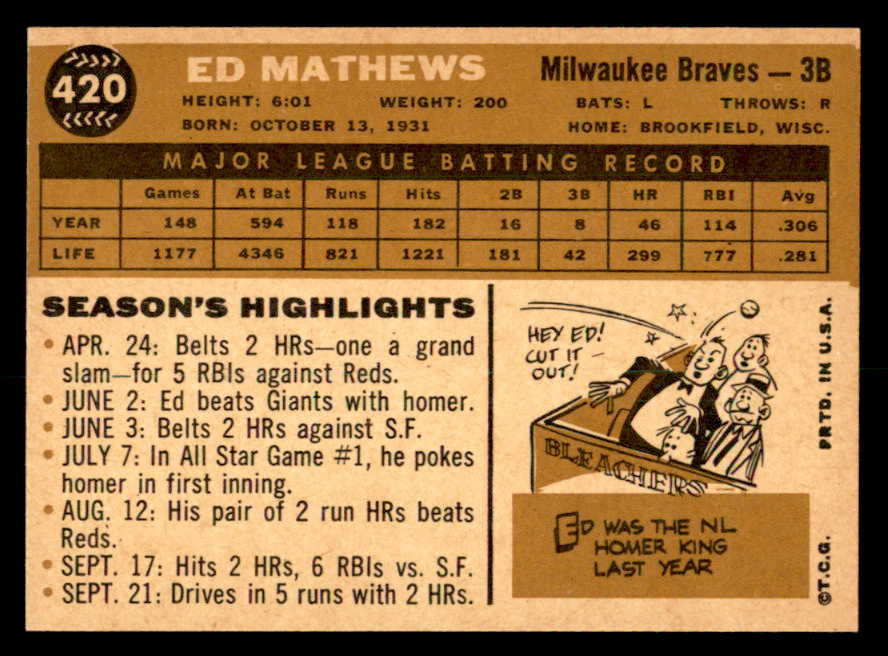 420
ED MATHEWS
Milwaukee Braves — 3B
HEIGHT: 6:01 WEIGHT: 200 BATS: L THROWS: R
BORN: OCTOBER 13, 1931 HOME: BROOKFIELD, WISC.
MAJOR LEAGUE BATTING RECORD
Games At Bat Runs Hits 2B 3B HR RBI Avg
YEAR 148 594 118 182 16 8 46 114 .306
LIFE 1177 4346 821 1221 181 42 299 777 .281
SEASON'S HIGHLIGHTS
• APR. 24: Belts 2 HRs—one a grand
slam—for 5 RBIs against Reds.
• JUNE 2: Ed beats Giants with homer.
• JUNE 3: Belts 2 HRs against S.F.
• JULY 7: In All Star Game #1, he pokes
homer in first inning.
• AUG. 12: His pair of 2 run HRs beats
Reds.
• SEPT. 17: Hits 2 HRs, 6 RBIs vs. S.F.
• SEPT. 21: Drives in 5 runs with 2 HRs.
HEY ED!
CUT IT
OUT!
BLEACHERS
ED WAS THE NL
HOMER KING
LAST YEAR
©T.C.G. PRTD. IN U.S.A.